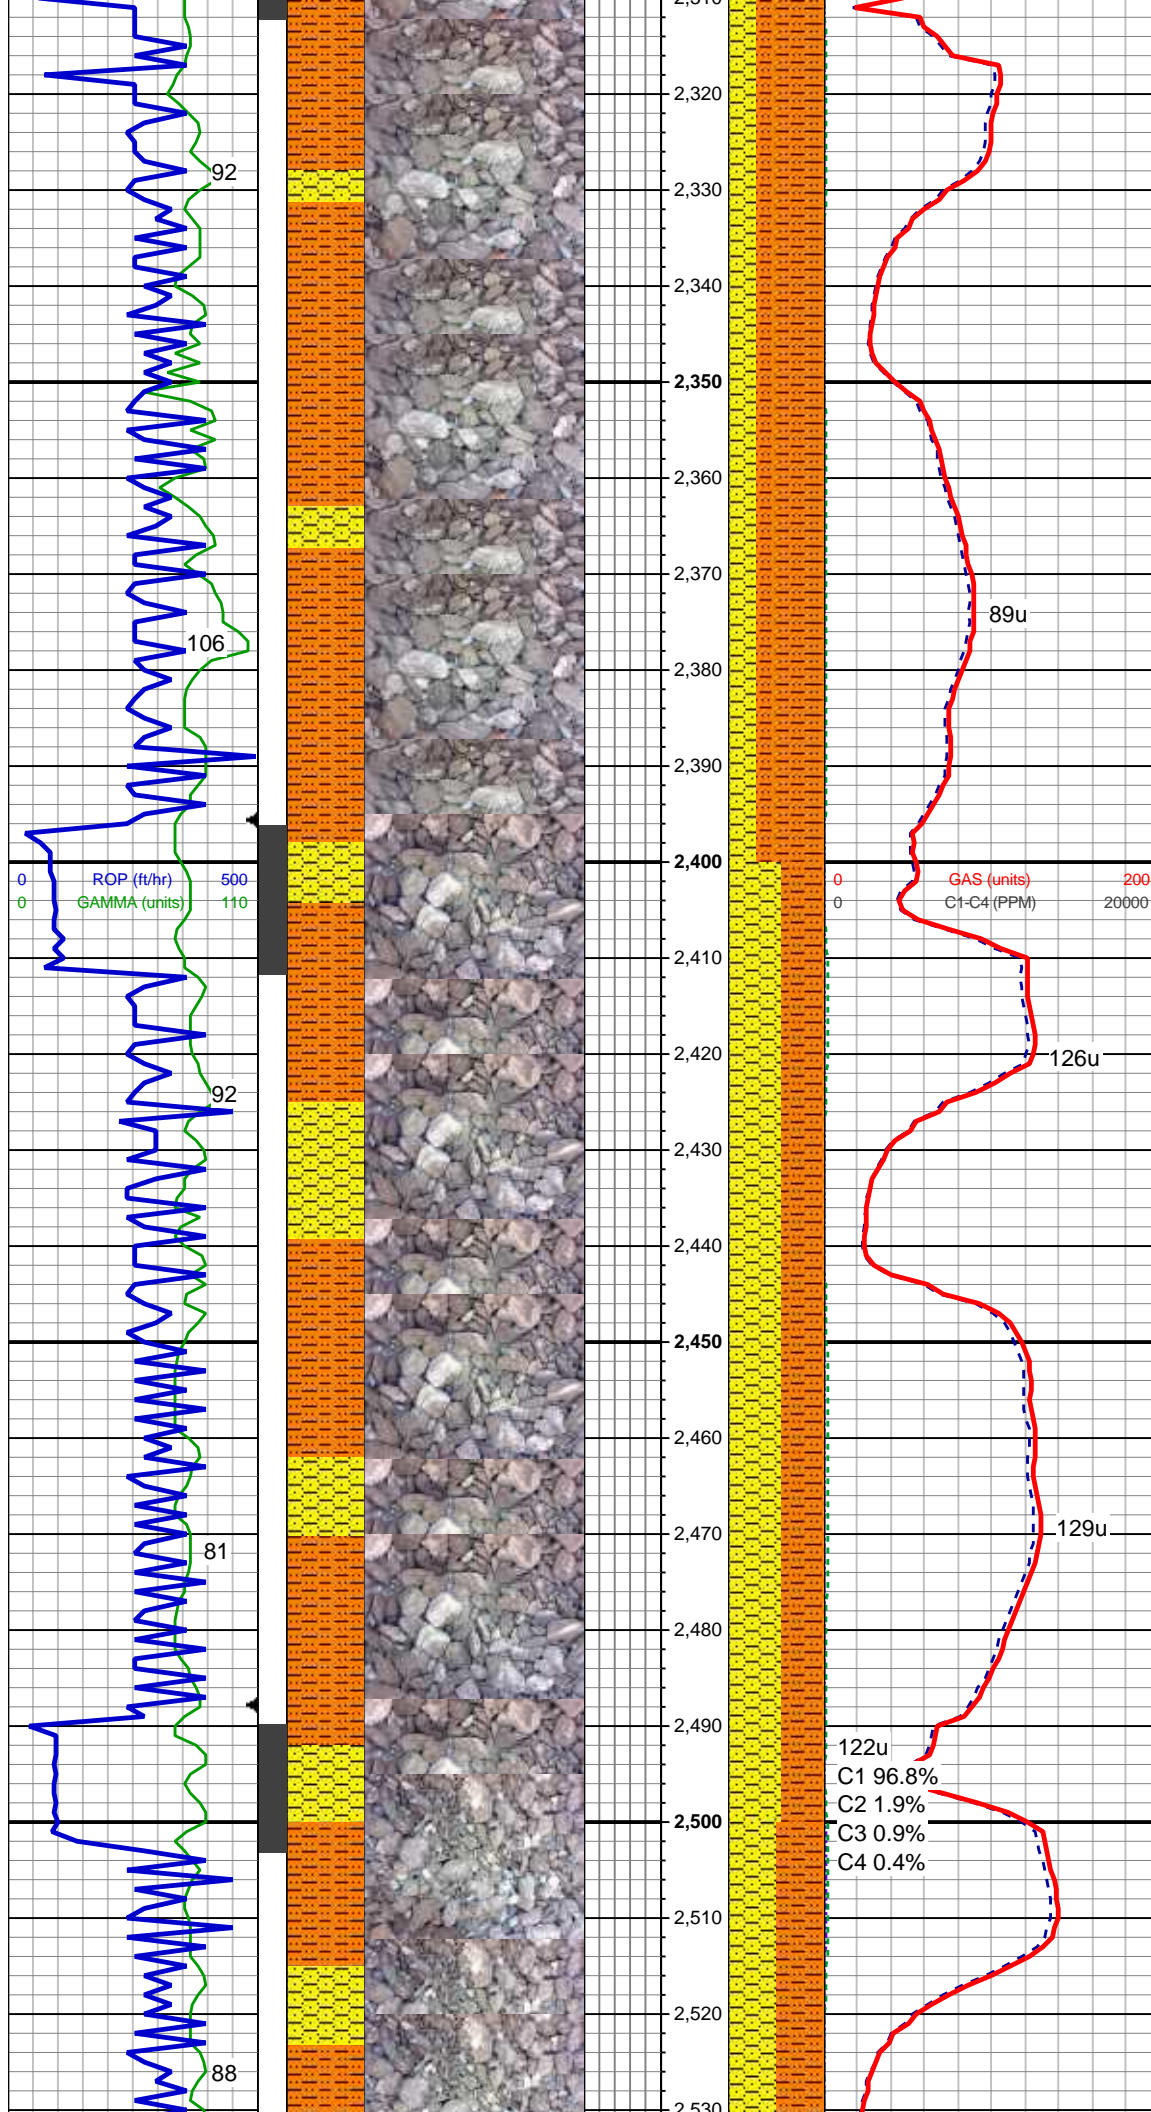 2,310
2,320
92
2,330
2,340
2,350
2,360
2,370
89u
106
2,380
2,390
2,400
0 ROP (ft/hr) 500
0 GAMMA (units) 110
0 GAS (units) 200
0 C1-C4 (PPM) 20000
2,410
2,420
126u
92
2,430
2,440
2,450
2,460
2,470
129u
81
2,480
2,490
122u
C1 96.8%
C2 1.9%
2,500
C3 0.9%
C4 0.4%
2,510
2,520
88
2,530